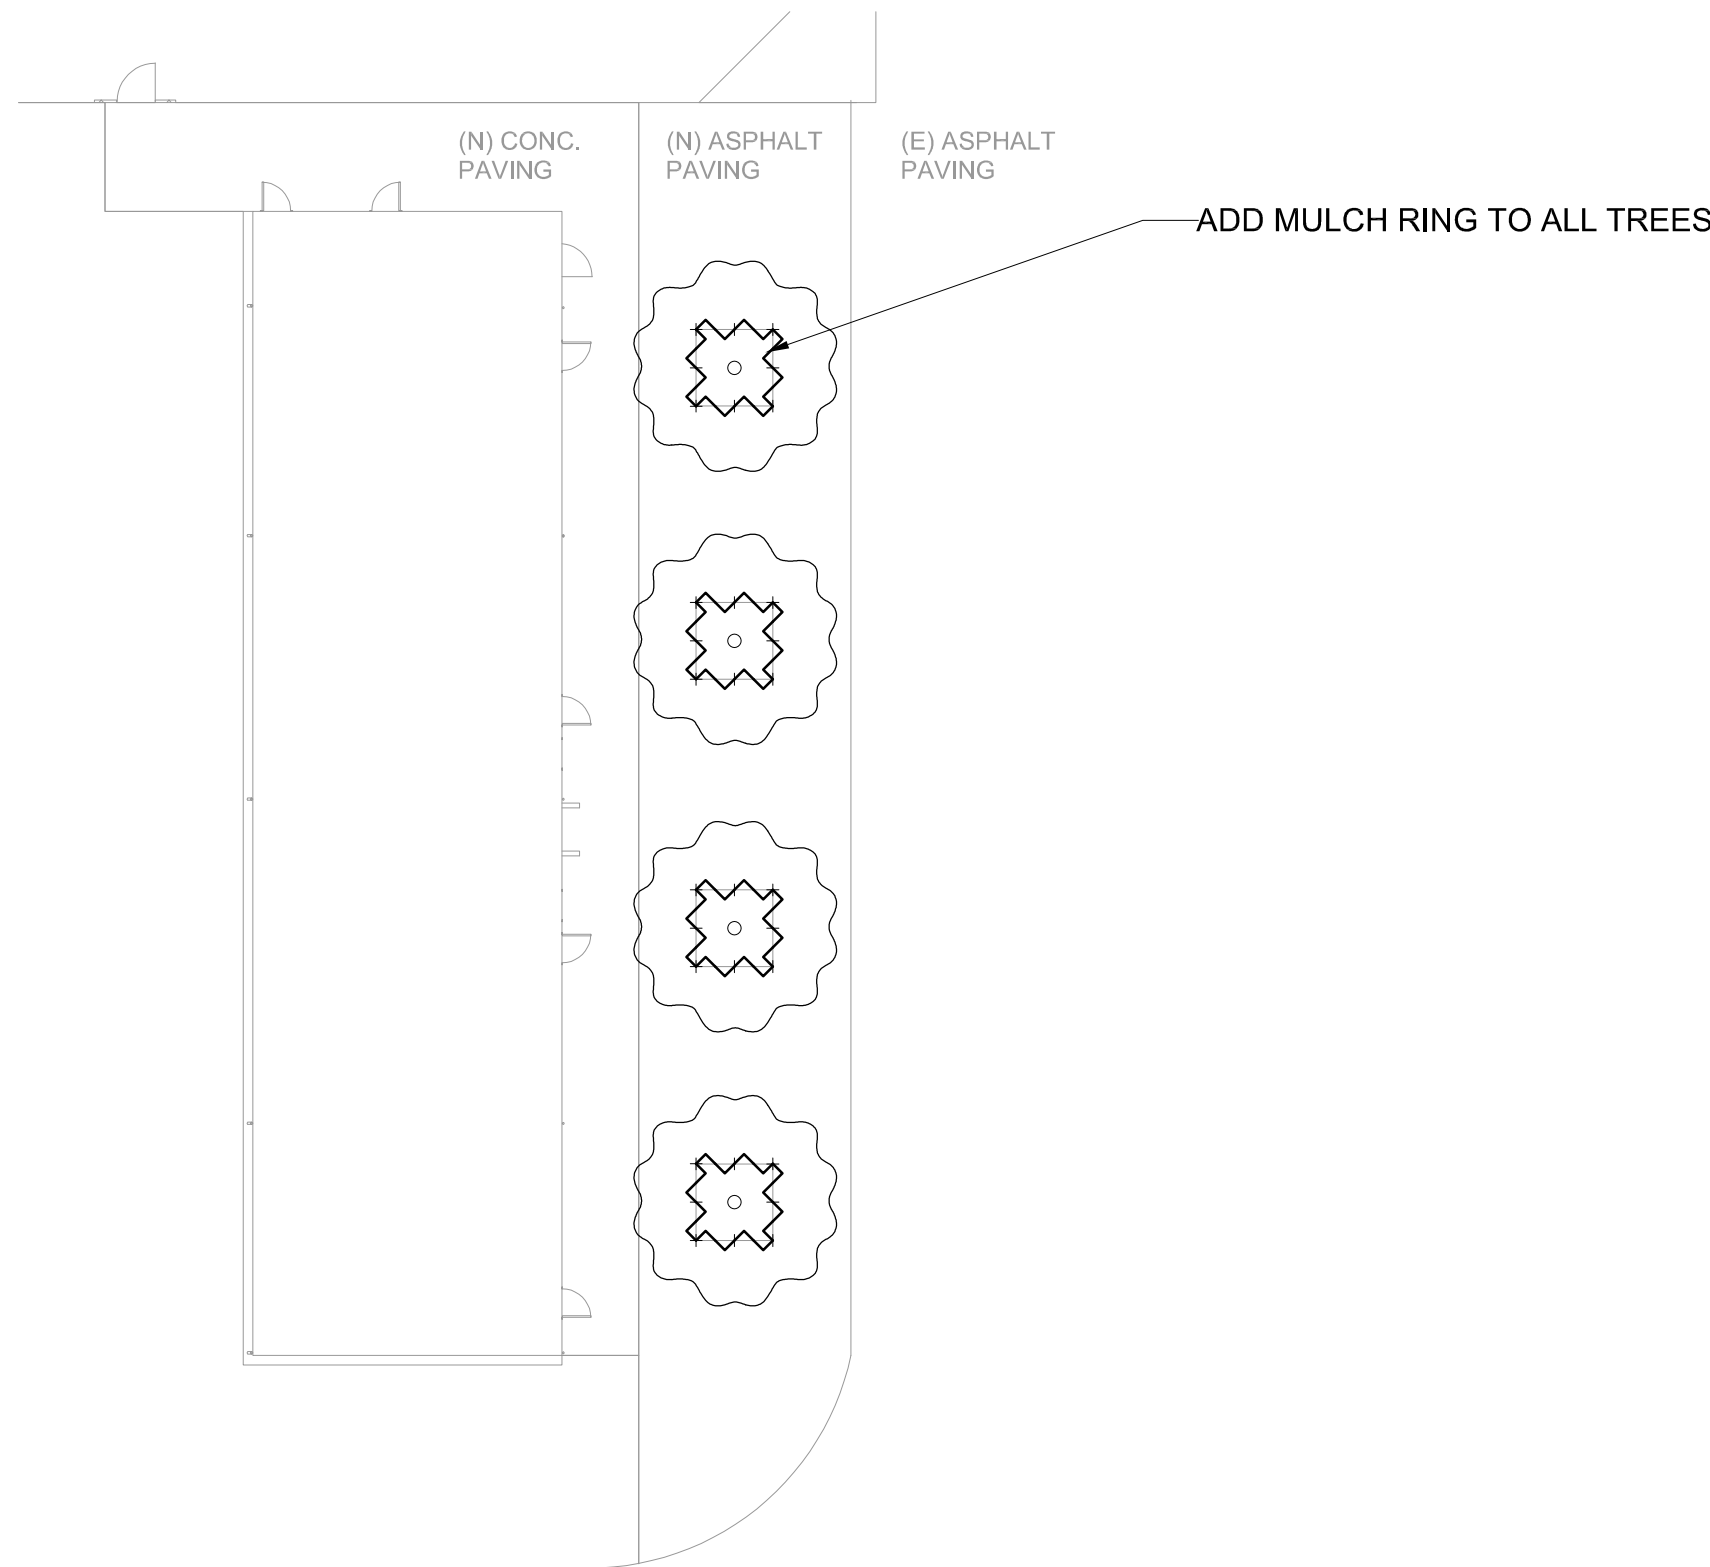 (N) CONC.
PAVING
(N) ASPHALT
PAVING
(E) ASPHALT
PAVING
ADD MULCH RING TO ALL TREES